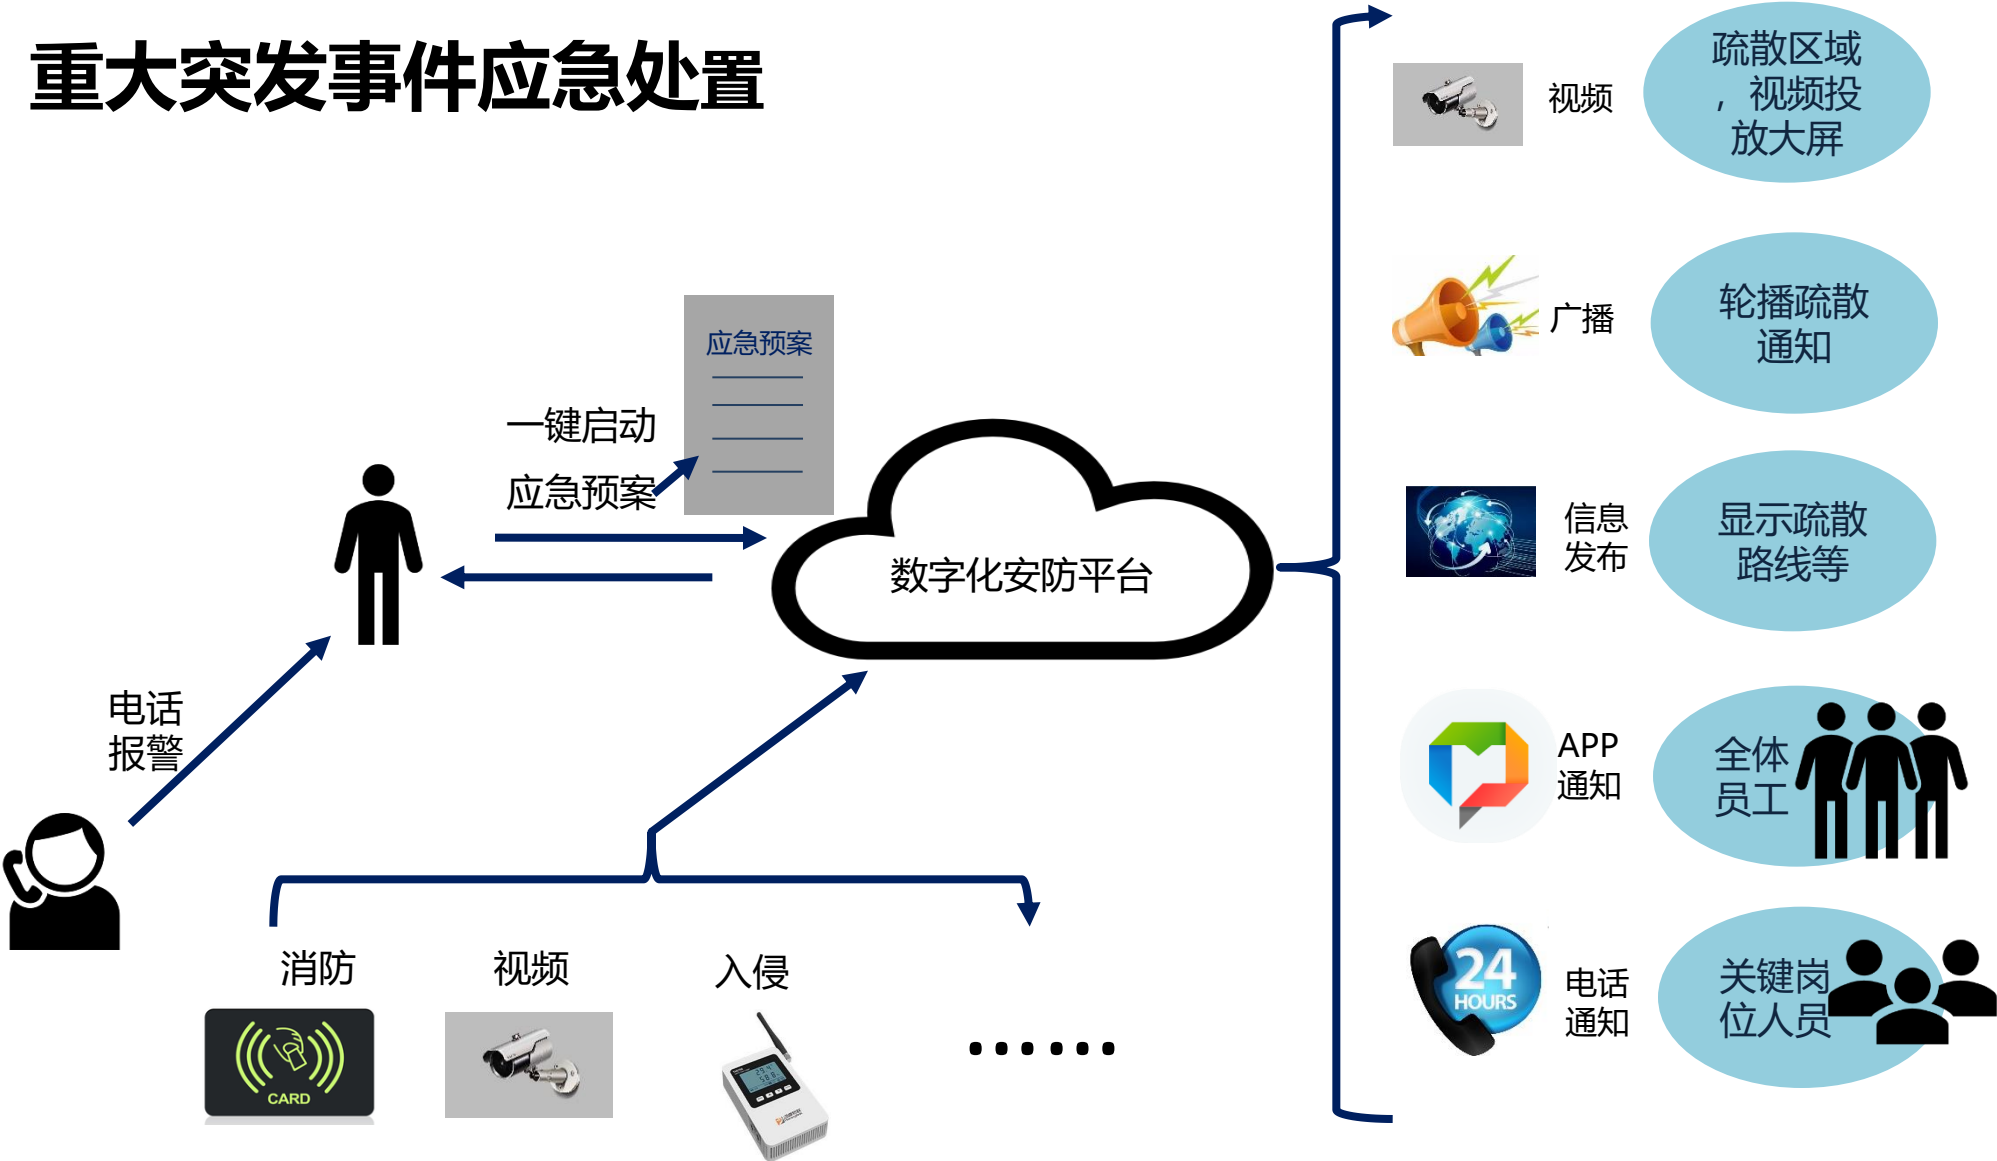 重大突发事件应急处置
视频
疏散区域
，视频投
放大屏
广播
轮播疏散
通知
应急预案
一键启动
应急预案
数字化安防平台
信息
发布
显示疏散
路线等
电话
报警
APP
通知
全体
员工
消防
视频
入侵
……
CARD
24
HOURS
电话
通知
关键岗
位人员